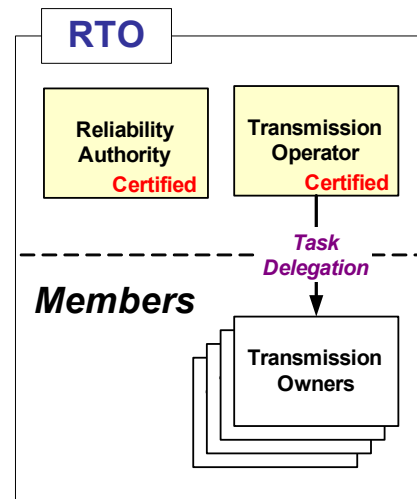 RTO
Reliability
Authority
Certified
Transmission
Operator
Certified
Task
Delegation
Members
Transmission
Owners